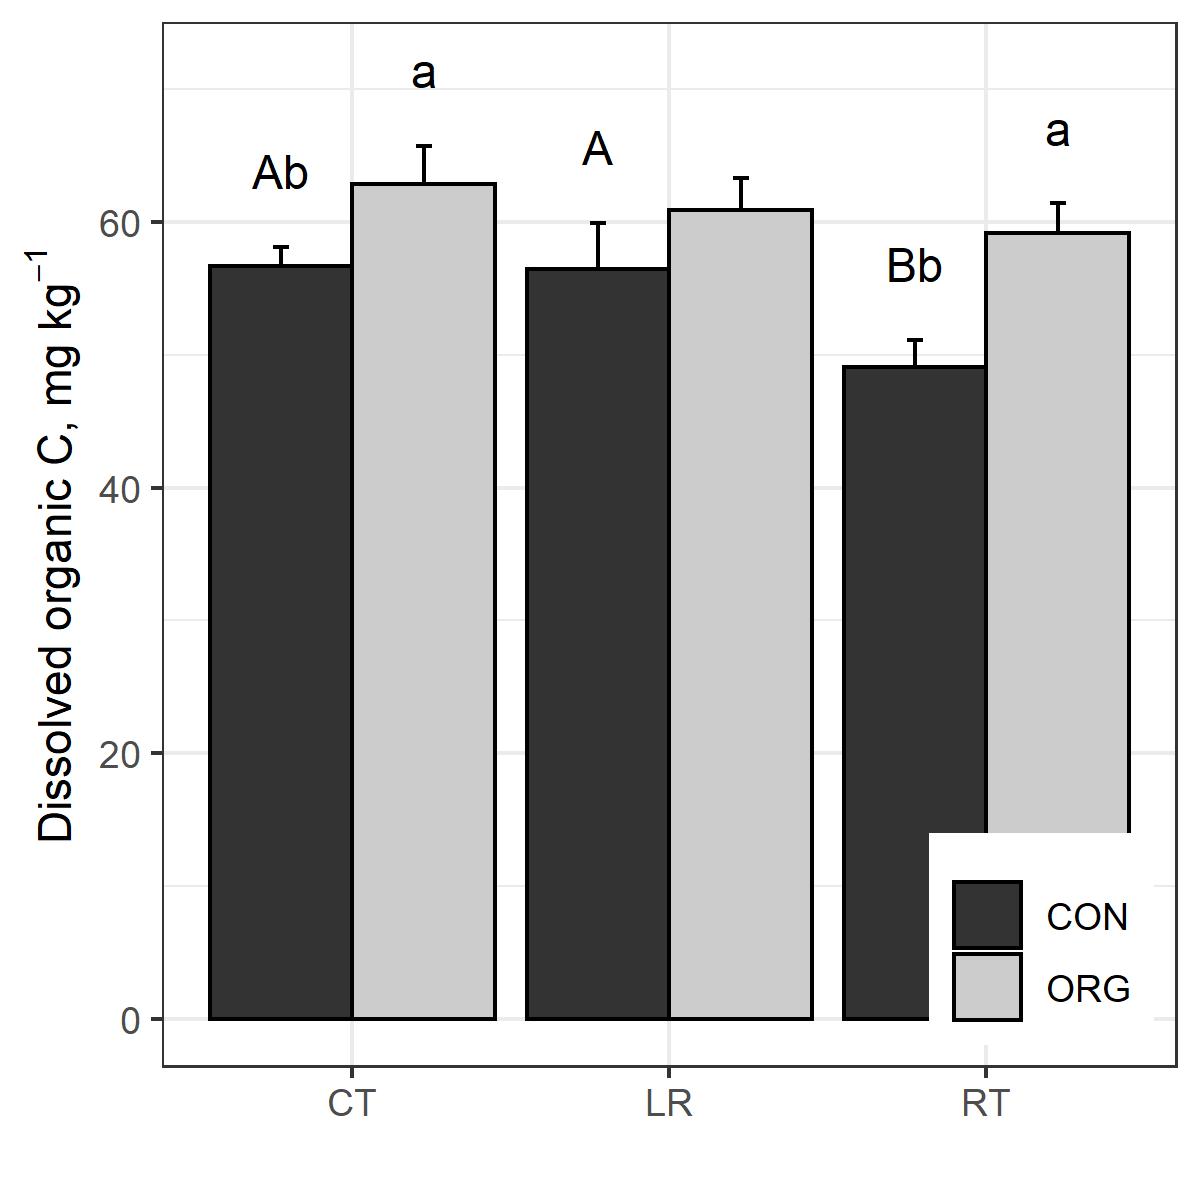 Dissolved organic C, mg kg⁻¹
60
40
20
0
Ab
a
A
Bb
a
CON
ORG
CT
LR
RT